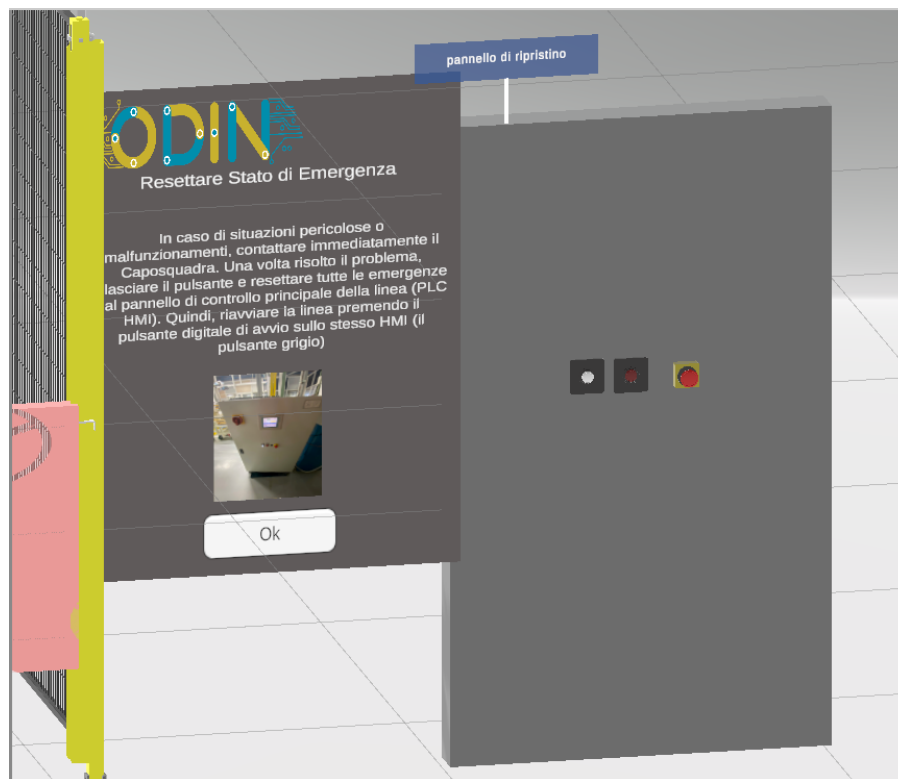 pannello di ripristino
ODIN
Resettare Stato di Emergenza
In caso di situazioni pericolose o
malfunzionamenti, contattare immediatamente il
Caposquadra. Una volta risolto il problema,
lasciare il pulsante e resettare tutte le emergenze
al pannello di controllo principale della linea (PLC
HMI). Quindi, riavviare la linea premendo il
pulsante digitale di avvio sullo stesso HMI (il
pulsante grigio)
Ok